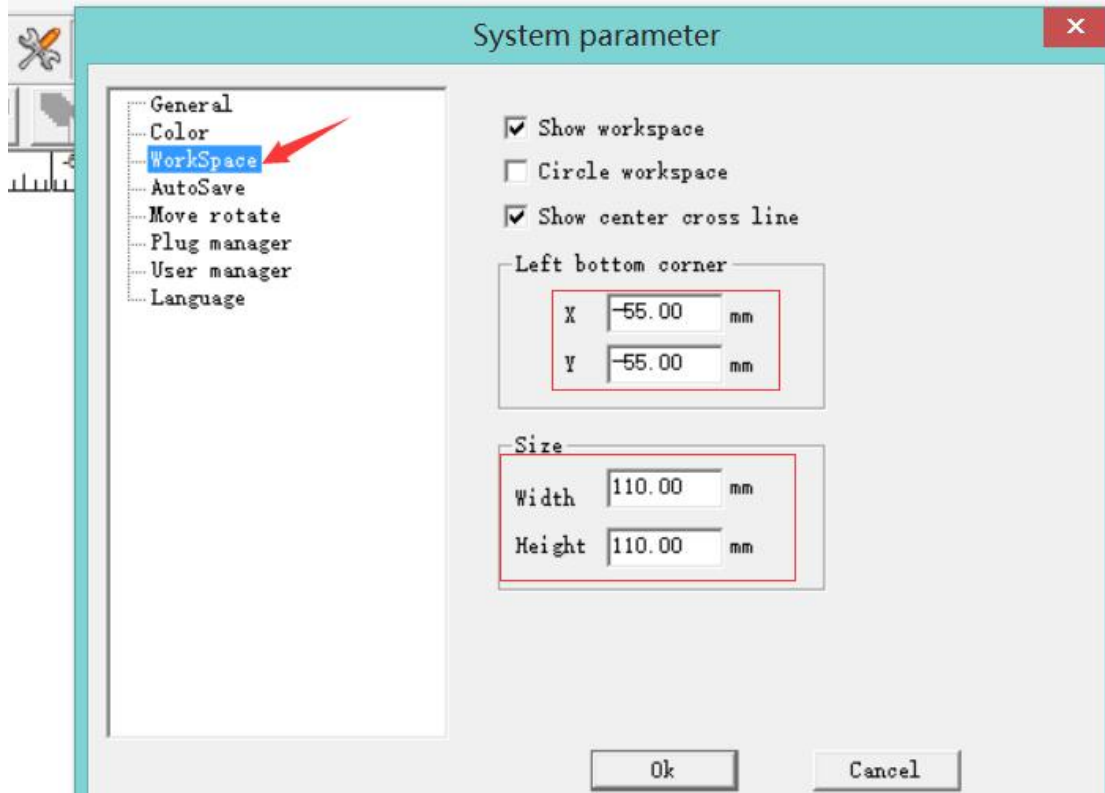 System parameter
General
Color
WorkSpace
AutoSave
Move rotate
Plug manager
User manager
Language
Show workspace
Circle workspace
Show center cross line
Left bottom corner
X -55.00 mm
Y -55.00 mm
Size
Width 110.00 mm
Height 110.00 mm
Ok Cancel